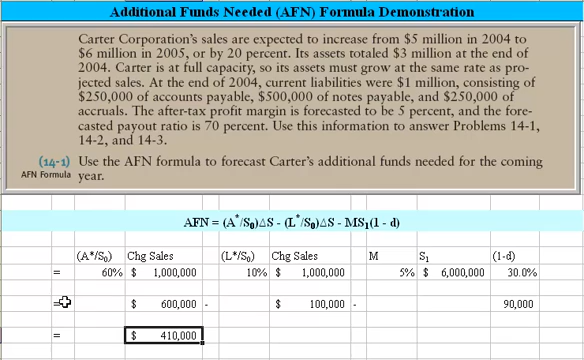 Additional Funds Needed (AFN) Formula Demonstration
Carter Corporation's sales are expected to increase from $5 million in 2004 to
$6 million in 2005, or by 20 percent. Its assets totaled $3 million at the end of
2004. Carter is at full capacity, so its assets must grow at the same rate as pro-
jected sales. At the end of 2004, current liabilities were $1 million, consisting of
$250,000 of accounts payable, $500,000 of notes payable, and $250,000 of
accruals. The after-tax profit margin is forecasted to be 5 percent, and the fore-
casted payout ratio is 70 percent. Use this information to answer Problems 14-1,
14-2, and 14-3.
(14-1) Use the AFN formula to forecast Carter's additional funds needed for the coming
AFN Formula year.
AFN = (A*/S₀)ΔS - (L*/S₀)ΔS - MS₁(1 - d)
(A*/S₀) Chg Sales (L*/S₀) Chg Sales M S₁ (1-d)
= 60% $ 1,000,000 10% $ 1,000,000 5% $ 6,000,000 30.0%
= $ 600,000 - $ 100,000 - 90,000
= $ 410,000